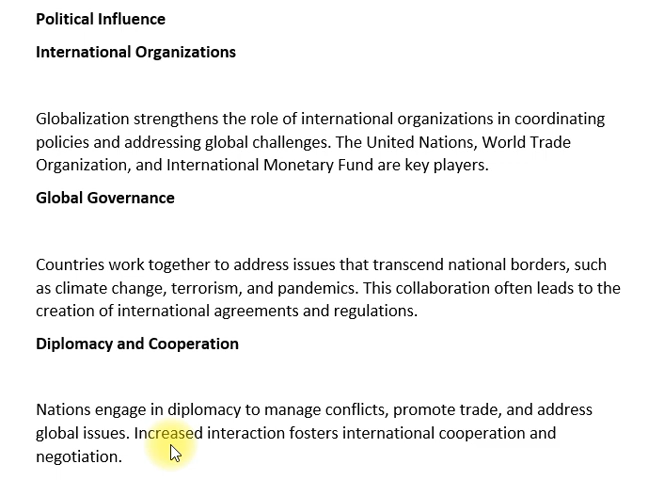 Political Influence
International Organizations
Globalization strengthens the role of international organizations in coordinating
policies and addressing global challenges. The United Nations, World Trade
Organization, and International Monetary Fund are key players.
Global Governance
Countries work together to address issues that transcend national borders, such
as climate change, terrorism, and pandemics. This collaboration often leads to the
creation of international agreements and regulations.
Diplomacy and Cooperation
Nations engage in diplomacy to manage conflicts, promote trade, and address
global issues. Increased interaction fosters international cooperation and
negotiation.